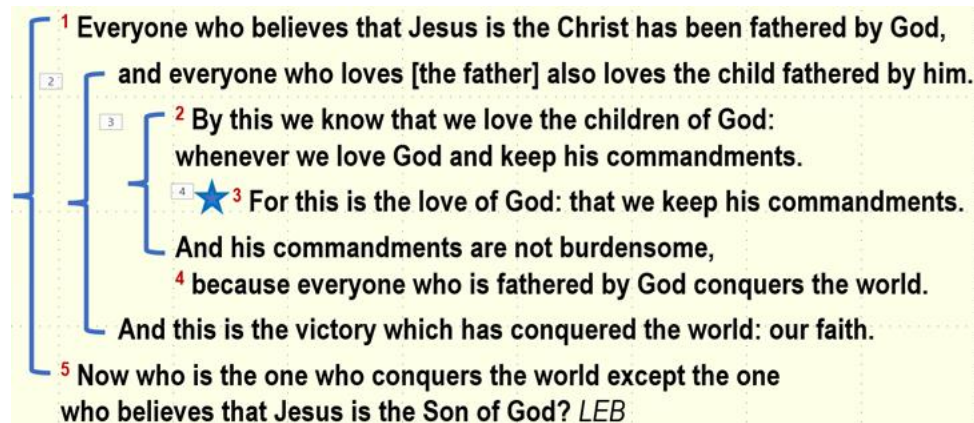 1 Everyone who believes that Jesus is the Christ has been fathered by God,
2 and everyone who loves [the father] also loves the child fathered by him.
3 2 By this we know that we love the children of God:
whenever we love God and keep his commandments.
4 3 For this is the love of God: that we keep his commandments.
And his commandments are not burdensome,
4 because everyone who is fathered by God conquers the world.
And this is the victory which has conquered the world: our faith.
5 Now who is the one who conquers the world except the one
who believes that Jesus is the Son of God? LEB